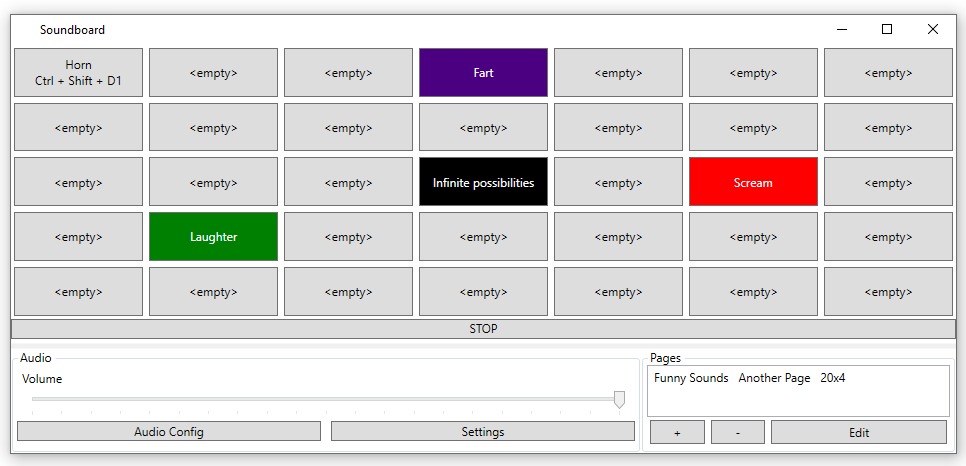 Soundboard
Horn
Ctrl + Shift + D1
<empty> <empty> Fart <empty> <empty> <empty>
<empty> <empty> <empty> <empty> <empty> <empty> <empty>
<empty> <empty> <empty> Infinite possibilities <empty> Scream <empty>
<empty> Laughter <empty> <empty> <empty> <empty> <empty>
<empty> <empty> <empty> <empty> <empty> <empty> <empty>
STOP
Audio
Volume
Audio Config Settings
Pages
Funny Sounds Another Page 20x4
+ - Edit